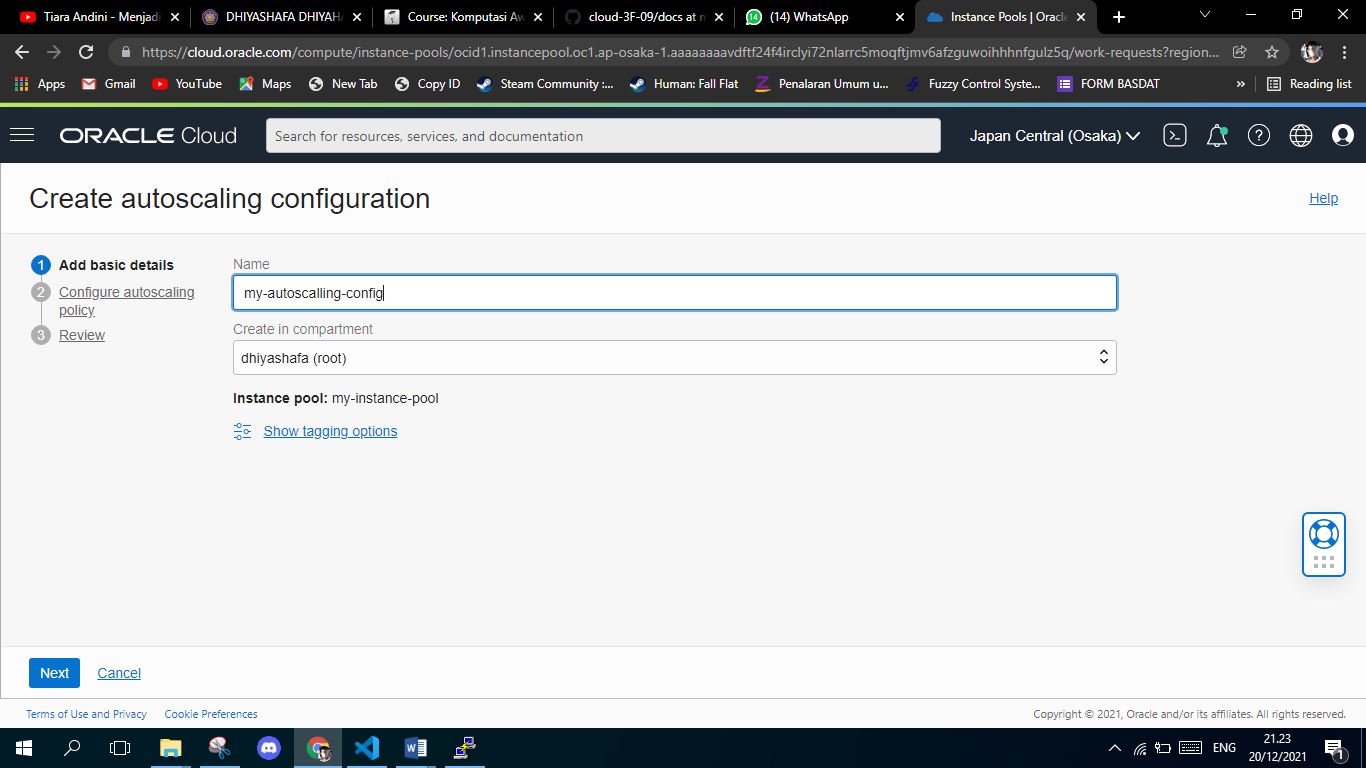 Tiara Andini - Menjadi
DHIYASHAFA DHIYAHA
Course: Komputasi Aw
cloud-3F-09/docs at m
(14) WhatsApp
Instance Pools | Oracle
https://cloud.oracle.com/compute/instance-pools/ocid1.instancepool.oc1.ap-osaka-1.aaaaaaaavdftf24f4irclyi72nlarrc5moqftjmv6afzguwoihhhnfgulz5q/work-requests?region...
Apps Gmail YouTube Maps New Tab Copy ID Steam Community :... Human: Fall Flat Penalaran Umum u... Fuzzy Control Syste... FORM BASDAT » Reading list
ORACLE Cloud
Search for resources, services, and documentation
Japan Central (Osaka)
Create autoscaling configuration
Help
1 Add basic details
2 Configure autoscaling
policy
3 Review
Name
my-autoscalling-config
Create in compartment
dhiyashafa (root)
Instance pool: my-instance-pool
Show tagging options
Next Cancel
Terms of Use and Privacy Cookie Preferences
Copyright © 2021, Oracle and/or its affiliates. All rights reserved.
ENG
21.23
20/12/2021
1